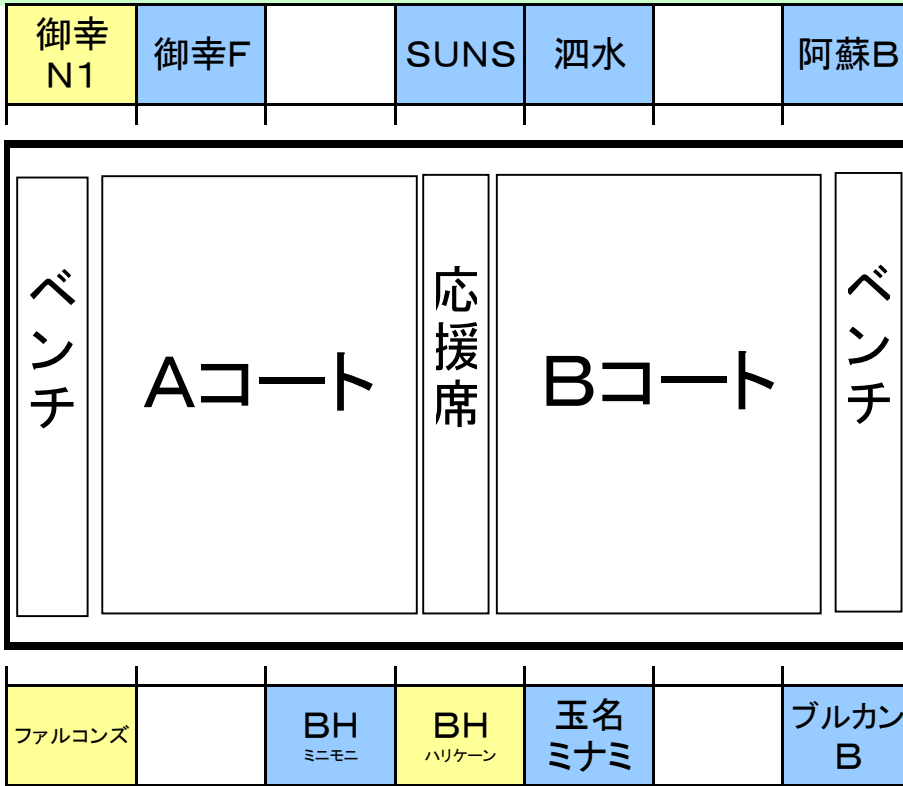 御幸
N1
御幸F
SUNS
泗水
阿蘇B
ベンチ
Aコート
応援席
Bコート
ベンチ
ファルコンズ
BH
ミニモニ
BH
ハリケーン
玉名
ミナミ
ブルカン
B